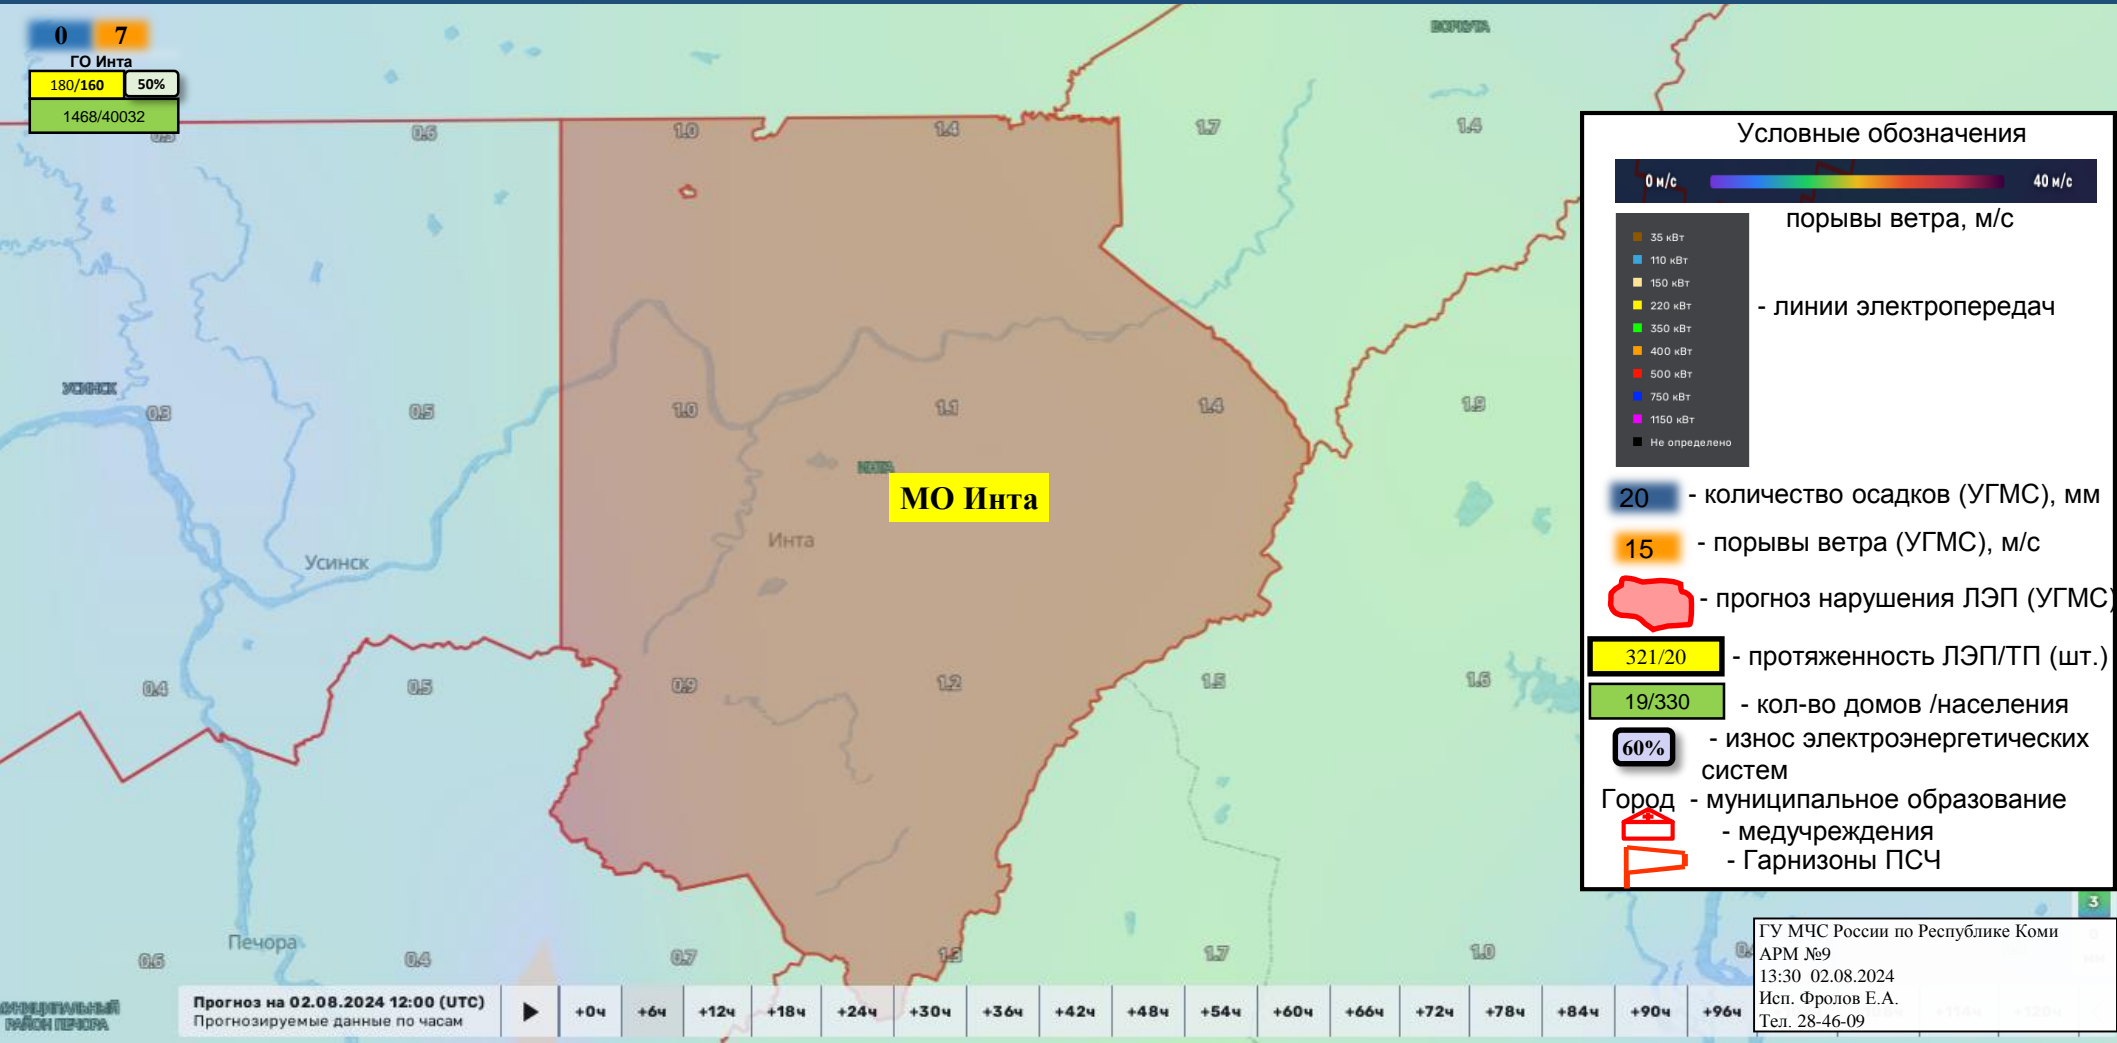 0 7
ГО Инта
180/160 50%
1468/40032
ВОРКУТА
0.6 1.0 1.4 1.7 1.4
УСИНСК
0.3 0.5 1.0 1.1 1.4 1.9
ИНТА
МО Инта
Инта
Усинск
0.4 0.5 0.9 1.2 1.5 1.6
Печора
0.6 0.4 0.7 1.3 1.7 1.0
МУНИЦИПАЛЬНЫЙ
РАЙОН ПЕЧОРА
Прогноз на 02.08.2024 12:00 (UTC)
Прогнозируемые данные по часам
+0ч +6ч +12ч +18ч +24ч +30ч +36ч +42ч +48ч +54ч +60ч +66ч +72ч +78ч +84ч +90ч +96ч
Условные обозначения
0 м/с 40 м/с
порывы ветра, м/с
35 кВт
110 кВт
150 кВт
220 кВт
350 кВт
400 кВт
500 кВт
750 кВт
1150 кВт
Не определено
- линии электропередач
20 - количество осадков (УГМС), мм
15 - порывы ветра (УГМС), м/с
- прогноз нарушения ЛЭП (УГМС)
321/20 - протяженность ЛЭП/ТП (шт.)
19/330 - кол-во домов /населения
60% - износ электроэнергетических
систем
Город - муниципальное образование
- медучреждения
- Гарнизоны ПСЧ
3
ГУ МЧС России по Республике Коми
АРМ №9
13:30 02.08.2024
Исп. Фролов Е.А.
Тел. 28-46-09